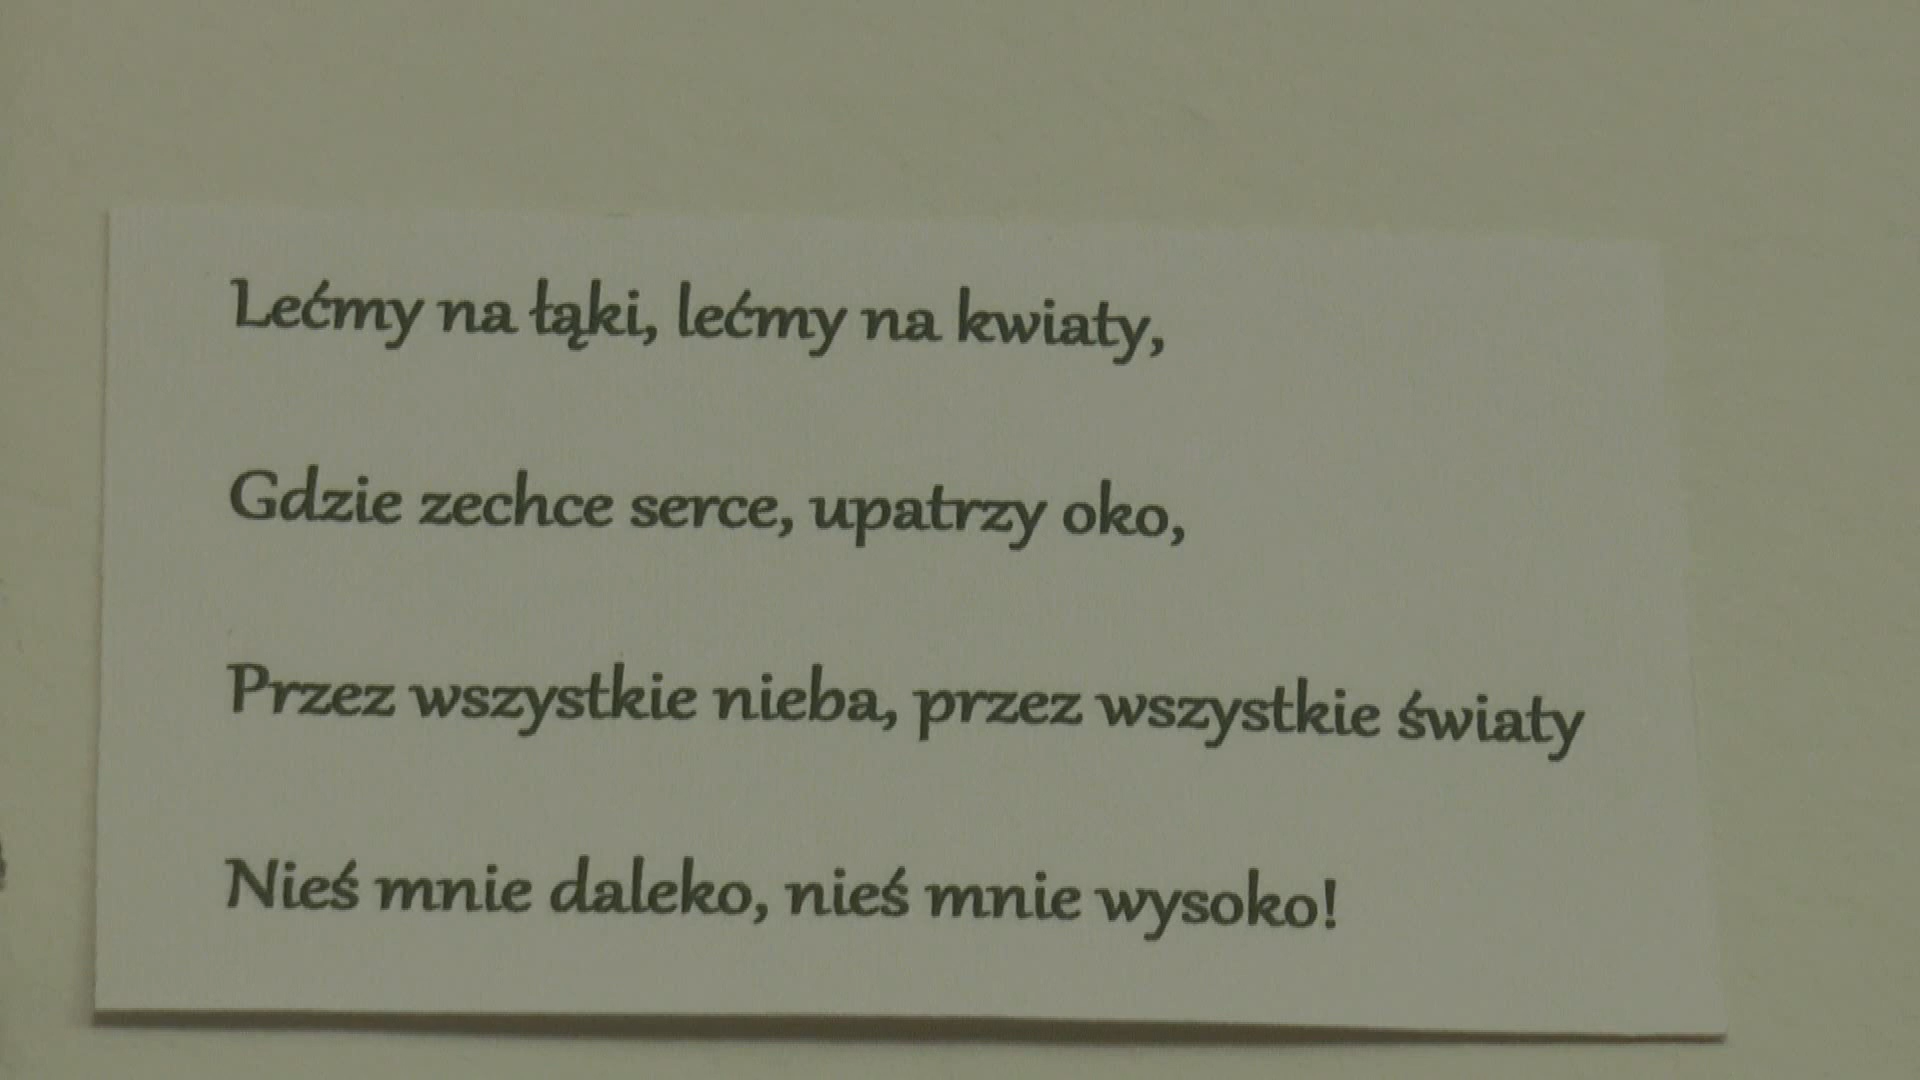 Lećmy na łąki, lećmy na kwiaty,
Gdzie zechce serce, upatrzy oko,
Przez wszystkie nieba, przez wszystkie światy
Nieś mnie daleko, nieś mnie wysoko!